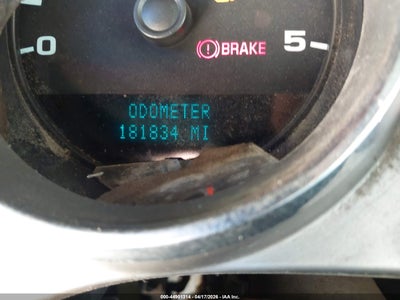 0
BRAKE
5
ODOMETER
181834 MI
000-44901314 - 04/17/2026 - IAA Inc.